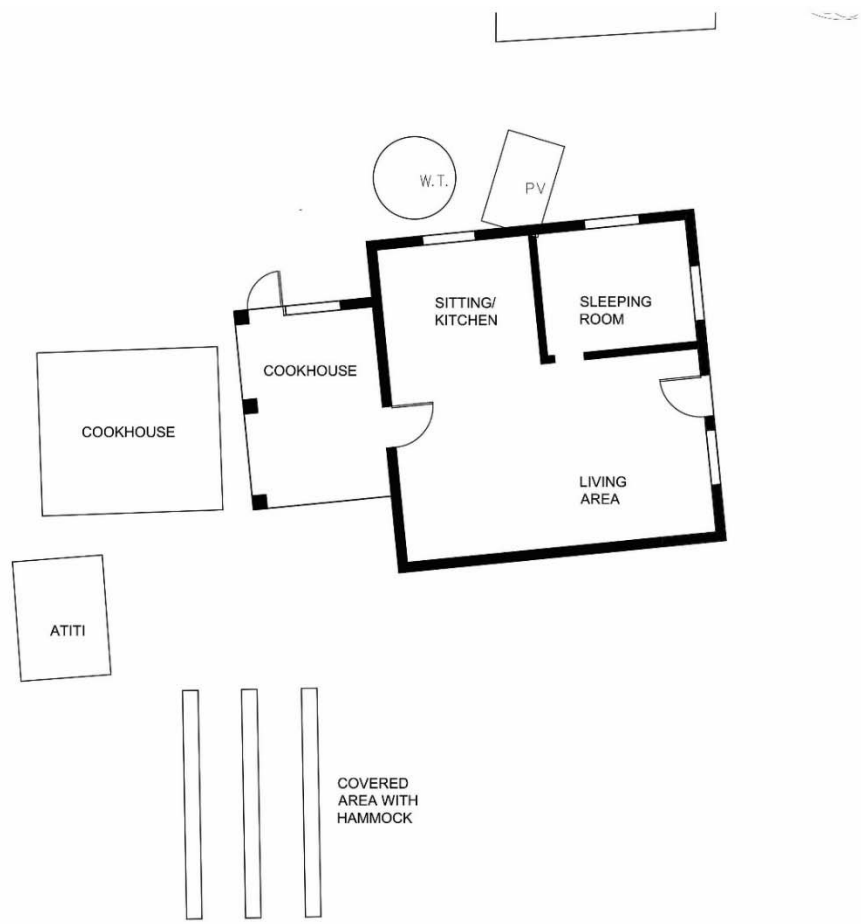 W.T.
PV
SITTING/
KITCHEN
SLEEPING
ROOM
COOKHOUSE
COOKHOUSE
LIVING
AREA
ATITI
COVERED
AREA WITH
HAMMOCK